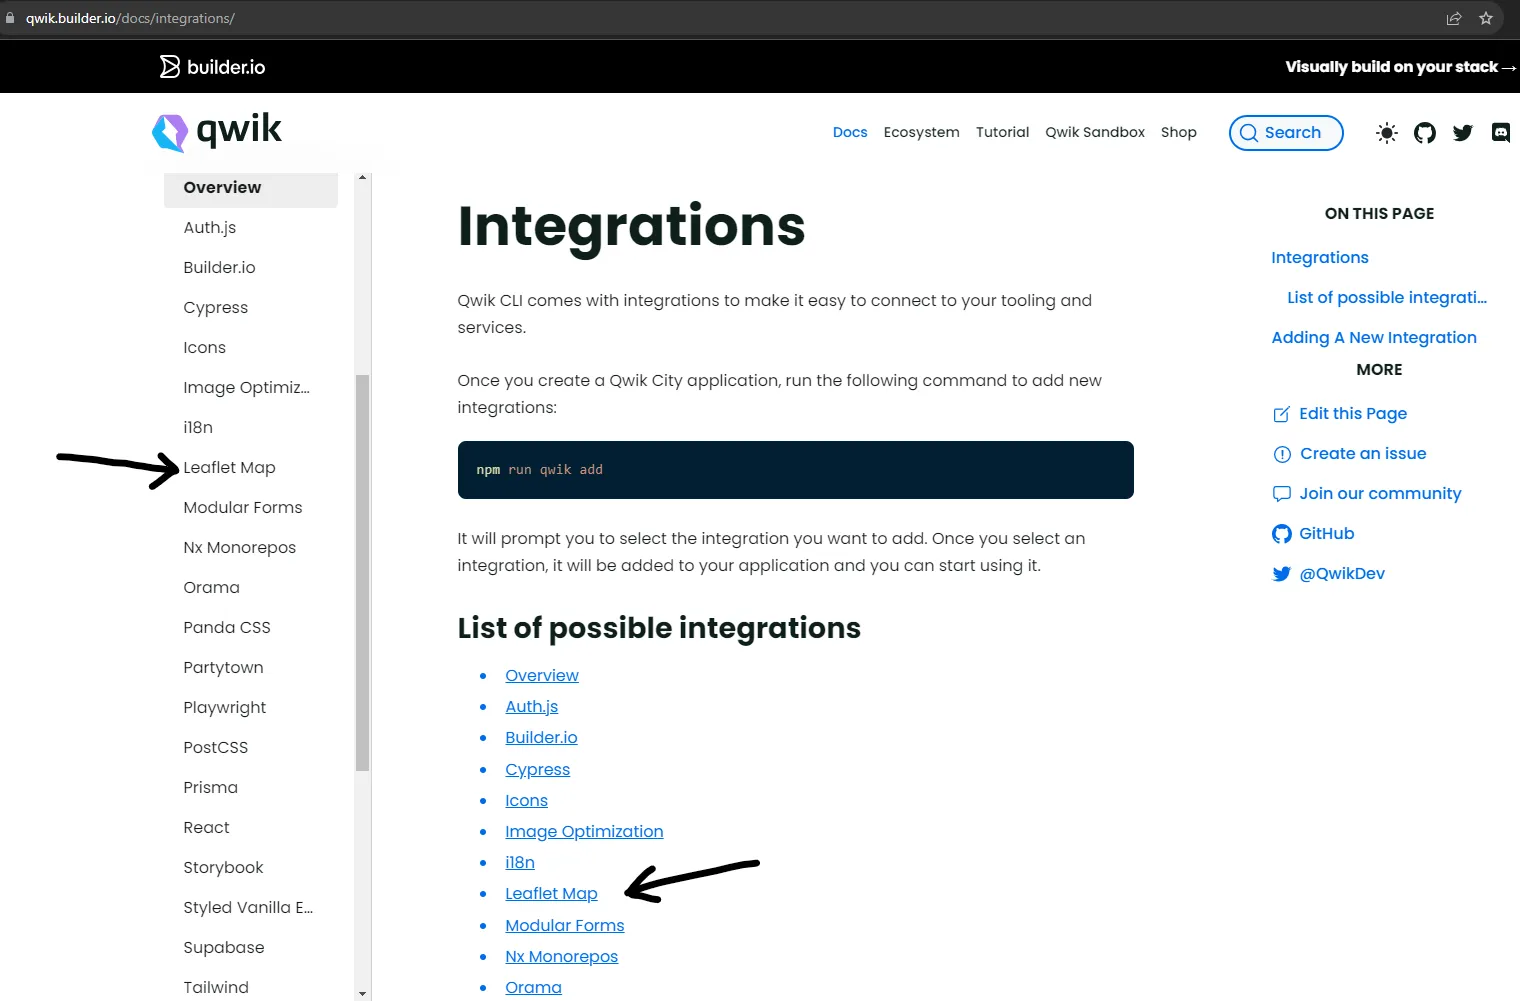 qwik.builder.io/docs/integrations/
builder.io
Visually build on your stack →
qwik
Docs
Ecosystem
Tutorial
Qwik Sandbox
Shop
Search
Overview
Auth.js
Builder.io
Cypress
Icons
Image Optimiz...
i18n
Leaflet Map
Modular Forms
Nx Monorepos
Orama
Panda CSS
Partytown
Playwright
PostCSS
Prisma
React
Storybook
Styled Vanilla E...
Supabase
Tailwind
Integrations
Qwik CLI comes with integrations to make it easy to connect to your tooling and
services.
Once you create a Qwik City application, run the following command to add new
integrations:
npm run qwik add
It will prompt you to select the integration you want to add. Once you select an
integration, it will be added to your application and you can start using it.
List of possible integrations
Overview
Auth.js
Builder.io
Cypress
Icons
Image Optimization
i18n
Leaflet Map
Modular Forms
Nx Monorepos
Orama
ON THIS PAGE
Integrations
List of possible integrati...
Adding A New Integration
MORE
Edit this Page
Create an issue
Join our community
GitHub
@QwikDev